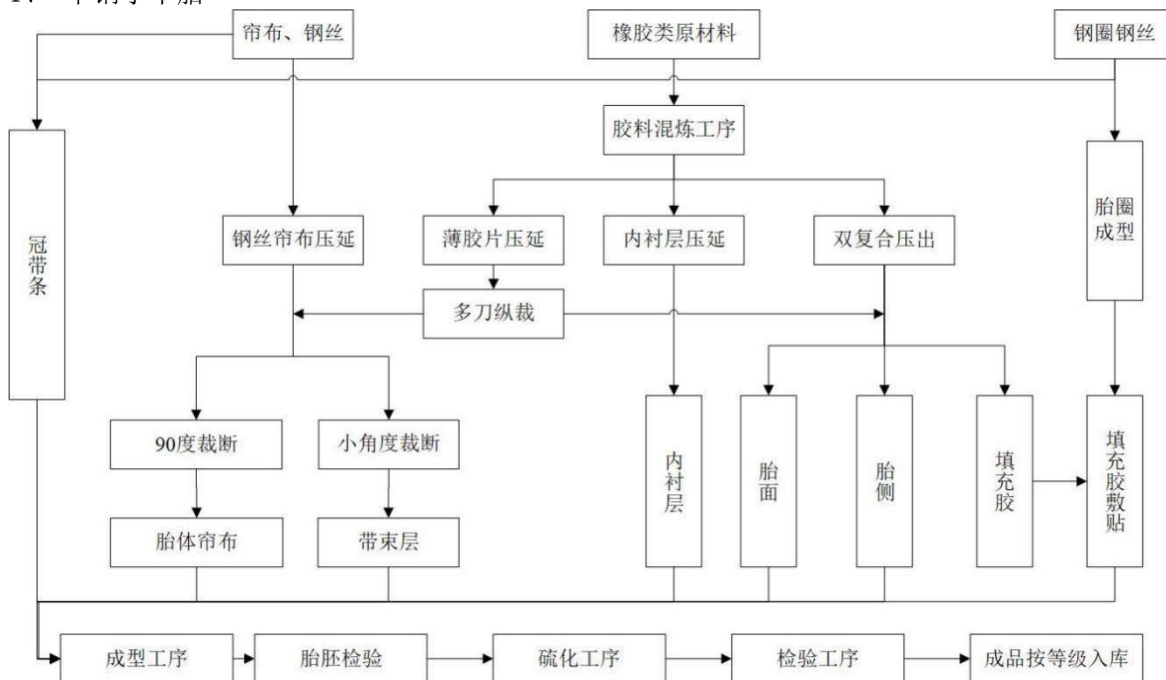 帘布、钢丝
橡胶类原材料
钢圈钢丝
胶料混炼工序
冠带条
钢丝帘布压延
薄胶片压延
内衬层压延
双复合压出
胎圈
成型
多刀纵裁
90度裁断
小角度裁断
内衬层
胎面
胎侧
填充胶
填充胶敷贴
胎体帘布
带束层
成型工序
胎胚检验
硫化工序
检验工序
成品按等级入库